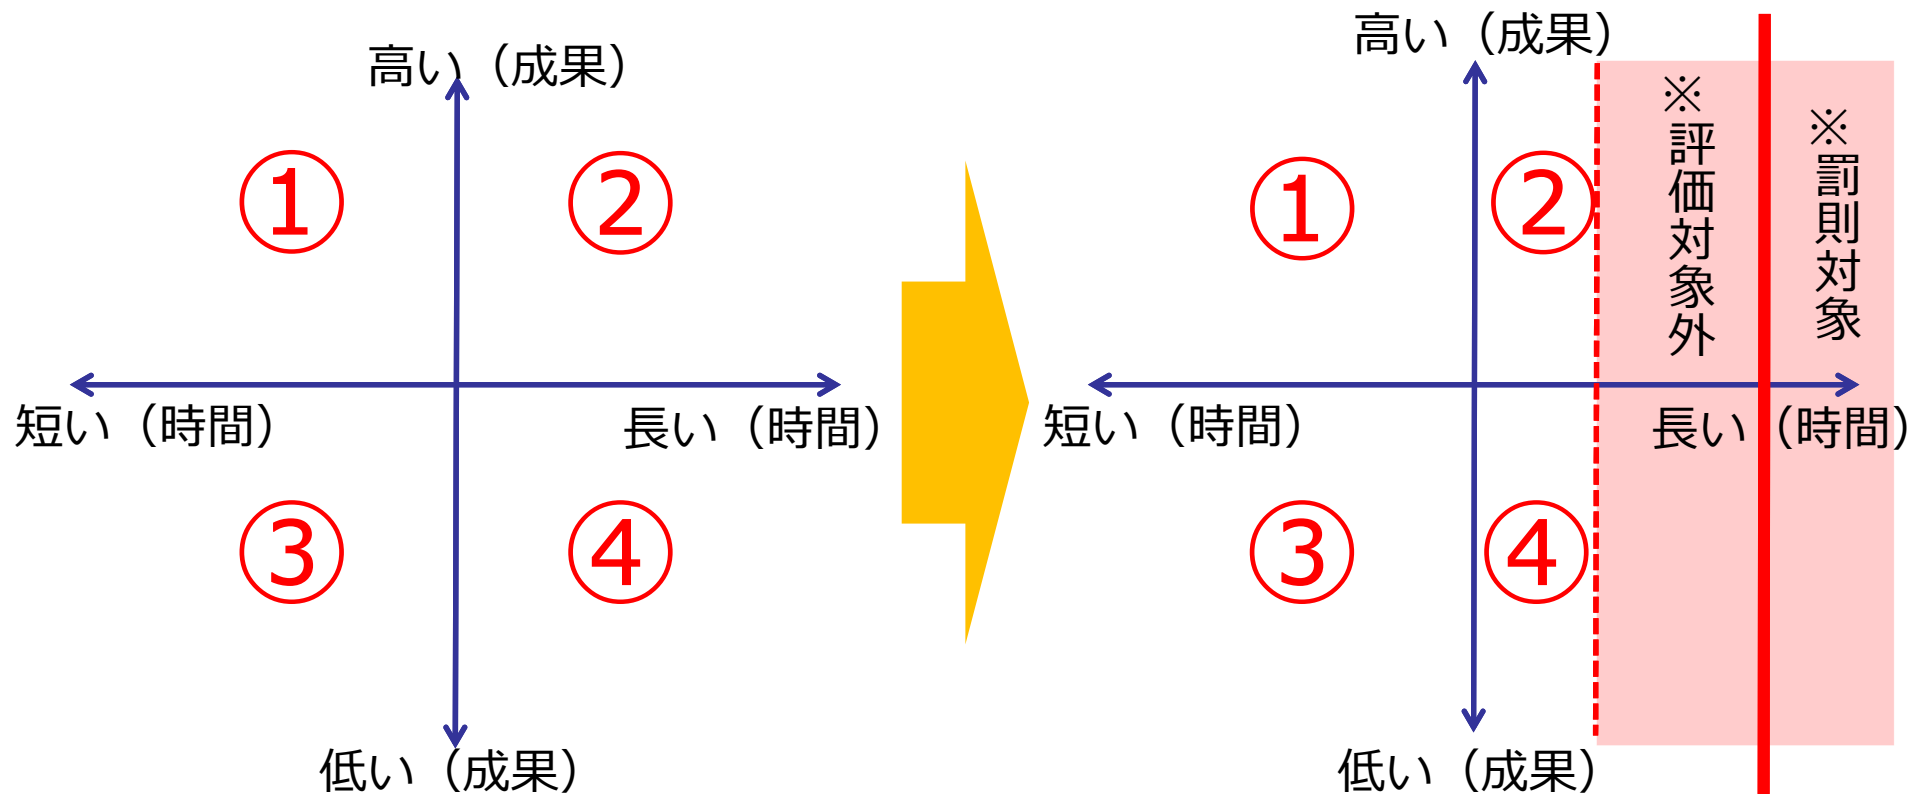 高い（成果）
①
②
短い（時間）
長い（時間）
③
④
低い（成果）
高い（成果）
①
②
※評価対象外
※罰則対象
短い（時間）
長い（時間）
③
④
低い（成果）